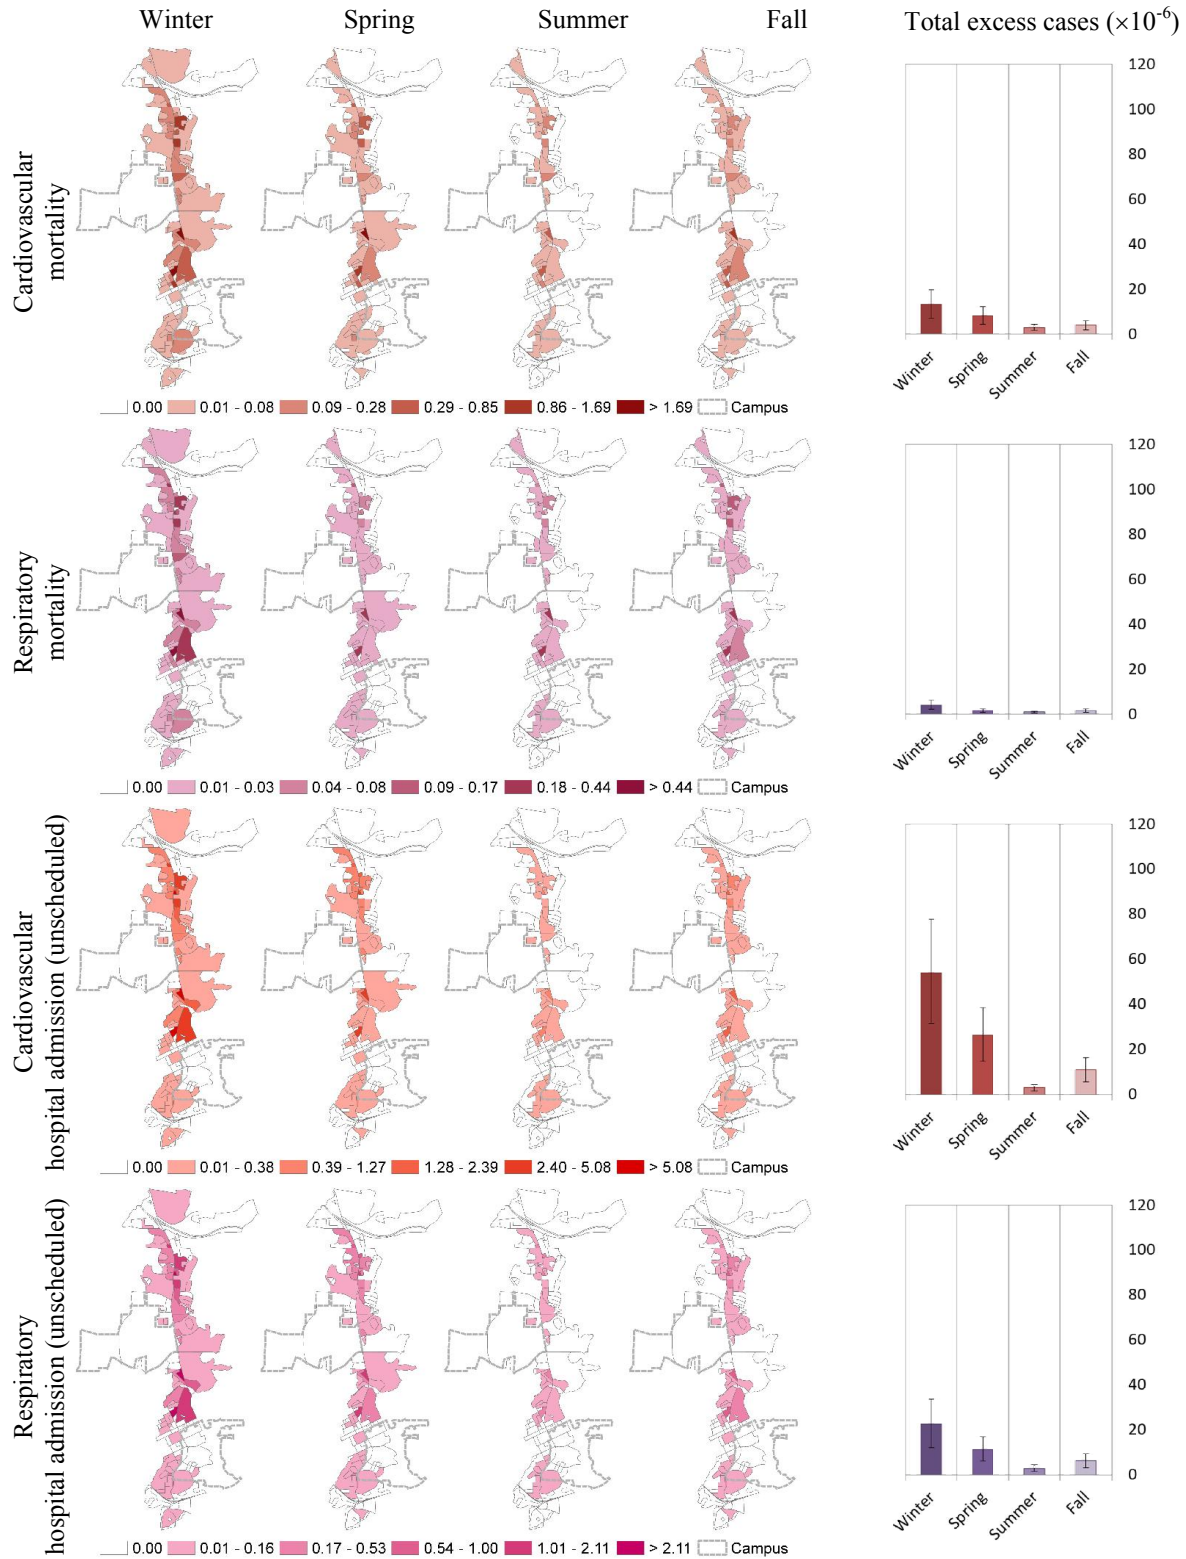 Winter Spring Summer Fall Total excess cases (×10⁻⁶)
Cardiovascular
mortality
120
100
80
60
40
20
0
Winter Spring Summer Fall
0.00 0.01 - 0.08 0.09 - 0.28 0.29 - 0.85 0.86 - 1.69 > 1.69 Campus
Respiratory
mortality
120
100
80
60
40
20
0
Winter Spring Summer Fall
0.00 0.01 - 0.03 0.04 - 0.08 0.09 - 0.17 0.18 - 0.44 > 0.44 Campus
Cardiovascular
hospital admission (unscheduled)
120
100
80
60
40
20
0
Winter Spring Summer Fall
0.00 0.01 - 0.38 0.39 - 1.27 1.28 - 2.39 2.40 - 5.08 > 5.08 Campus
Respiratory
hospital admission (unscheduled)
120
100
80
60
40
20
0
Winter Spring Summer Fall
0.00 0.01 - 0.16 0.17 - 0.53 0.54 - 1.00 1.01 - 2.11 > 2.11 Campus